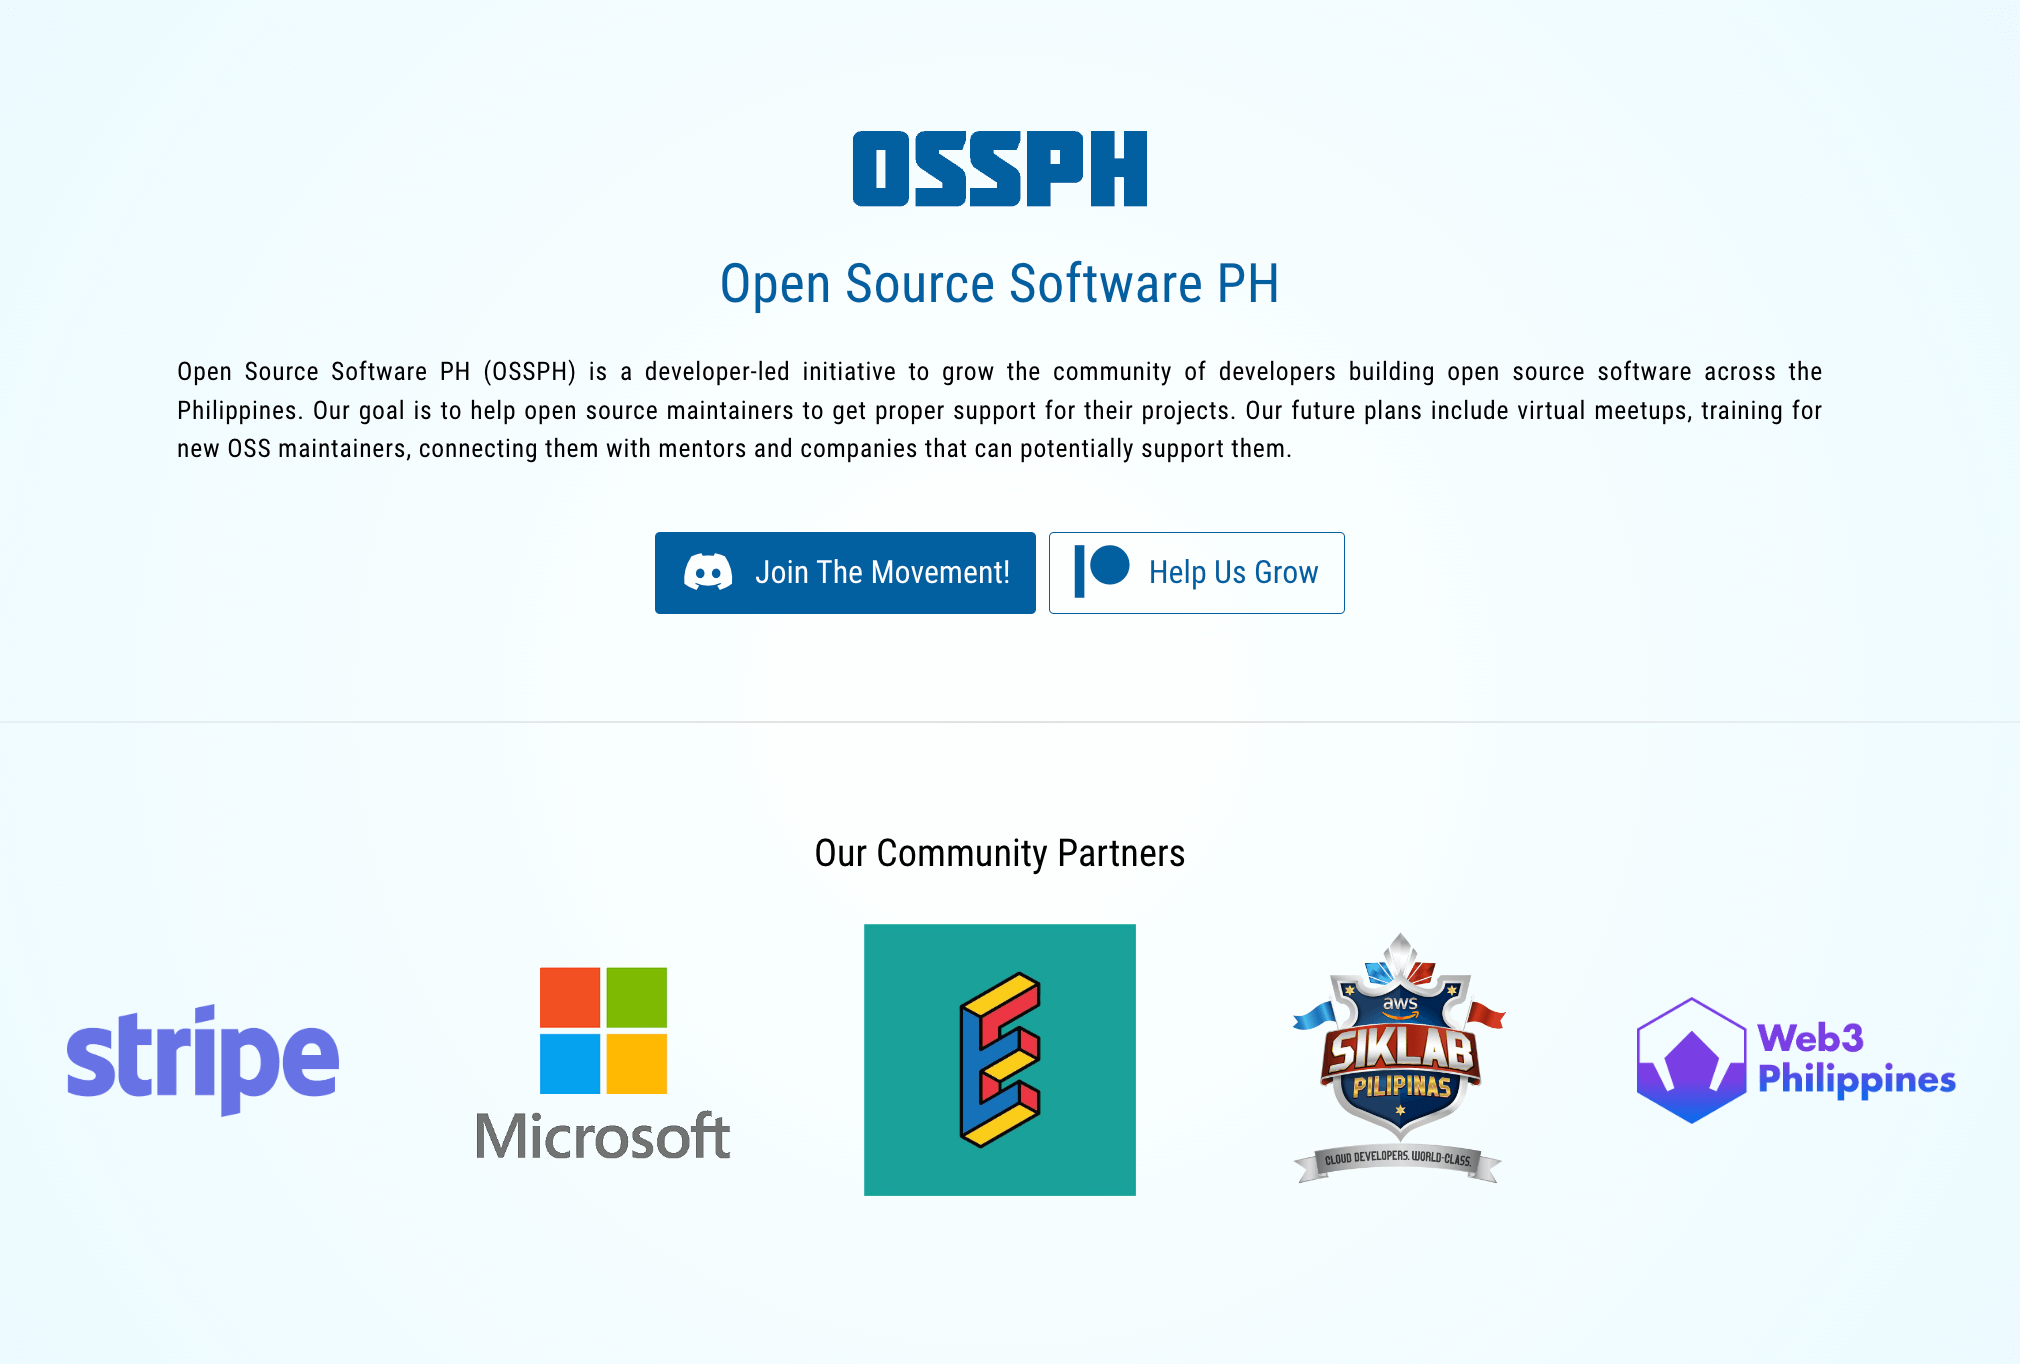 OSSPH
Open Source Software PH
Open Source Software PH (OSSPH) is a developer-led initiative to grow the community of developers building open source software across the
Philippines. Our goal is to help open source maintainers to get proper support for their projects. Our future plans include virtual meetups, training for
new OSS maintainers, connecting them with mentors and companies that can potentially support them.
Join The Movement!
Help Us Grow
Our Community Partners
stripe
Microsoft
E
aws
SIKLAB
PILIPINAS
CLOUD DEVELOPERS. WORLD-CLASS.
Web3
Philippines